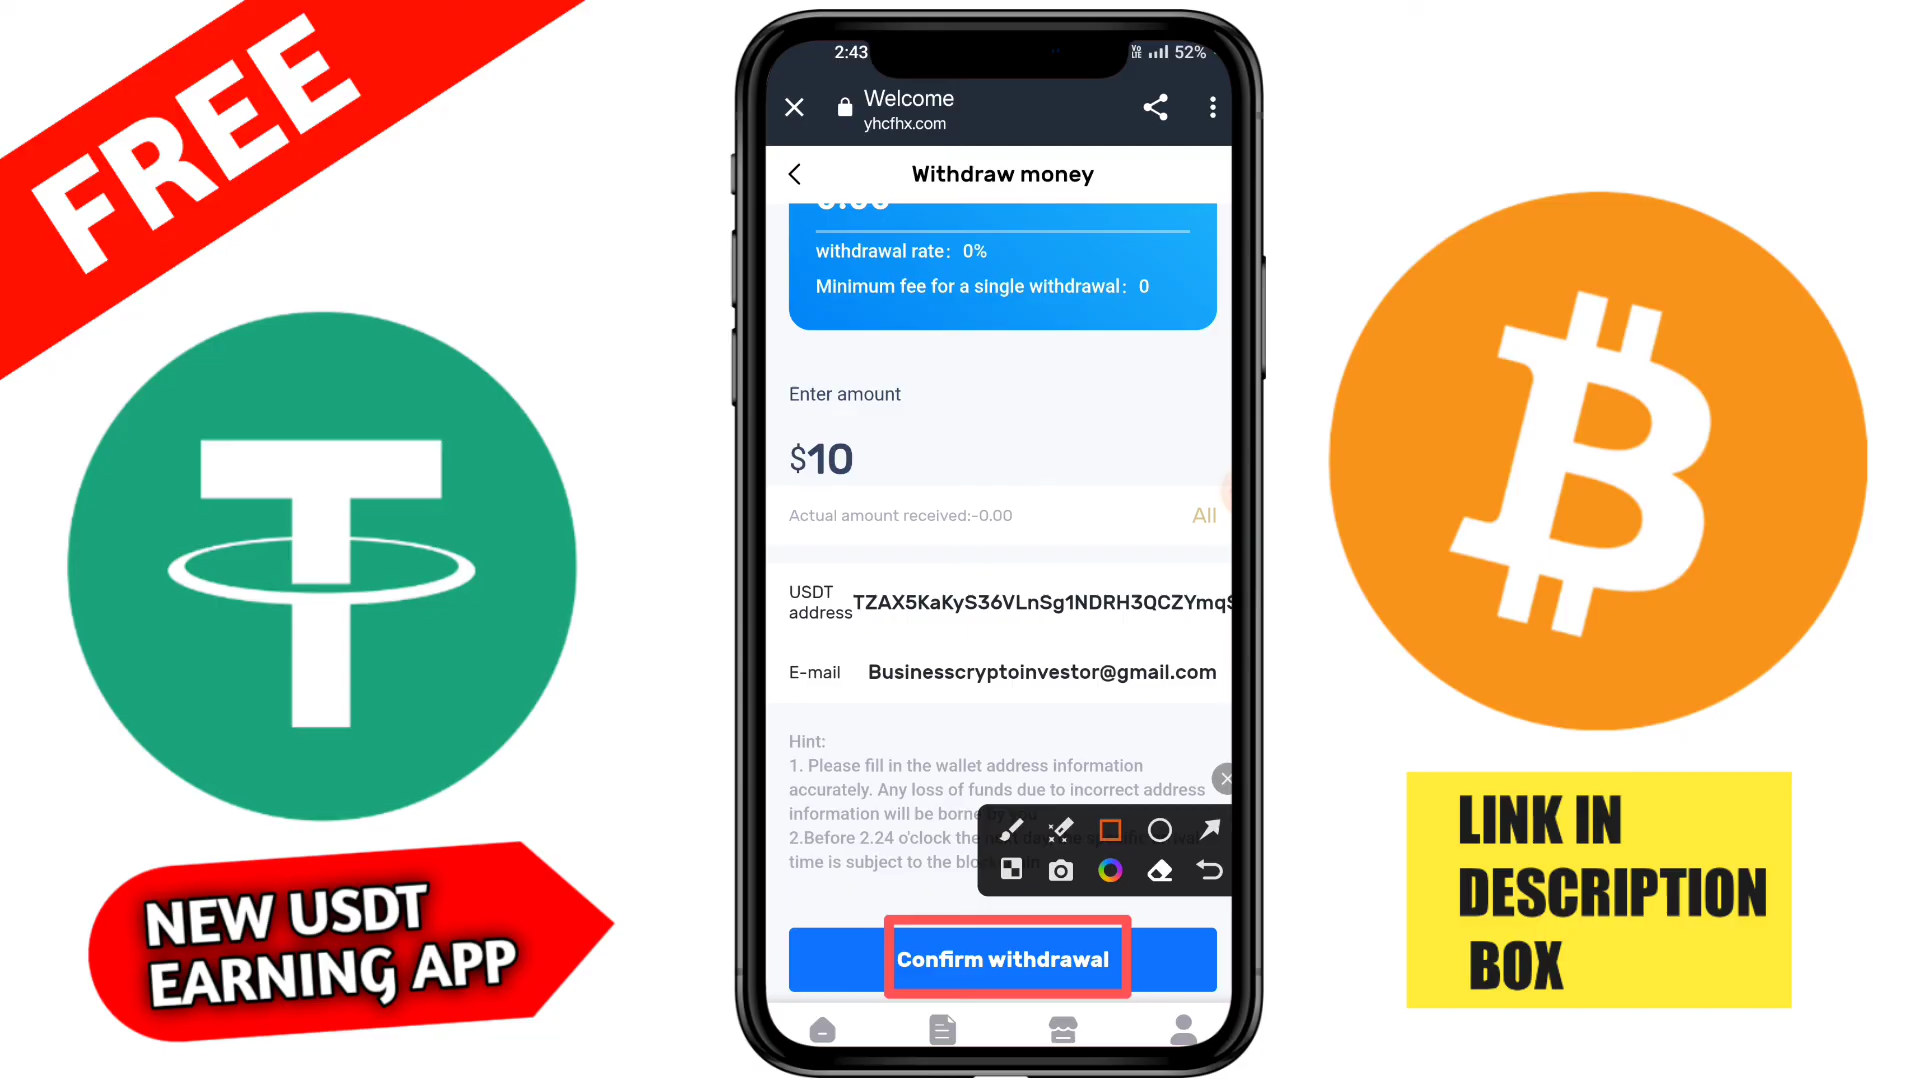 FREE
2:43
52%
Welcome
yhcfhx.com
Withdraw money
withdrawal rate: 0%
Minimum fee for a single withdrawal: 0
Enter amount
$10
Actual amount received:-0.00
All
USDT
address
TZAX5KaKyS36VLnSg1NDRH3QCZYmq
E-mail
Businesscryptoinvestor@gmail.com
Hint:
1. Please fill in the wallet address information
accurately. Any loss of funds due to incorrect address
information will be borne by you
2.Before 2.24 o'clock the next day,
time is subject to the
Confirm withdrawal
NEW USDT
EARNING APP
LINK IN
DESCRIPTION
BOX